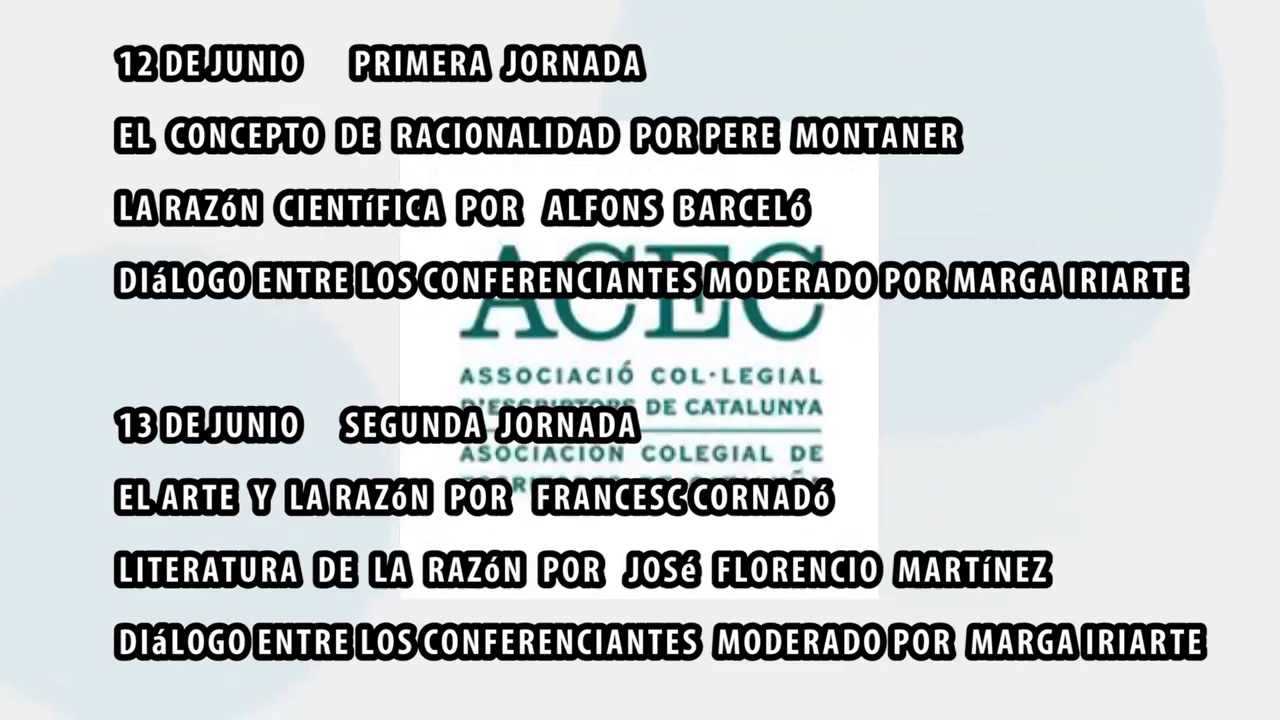 12 DE JUNIO PRIMERA JORNADA
EL CONCEPTO DE RACIONALIDAD POR PERE MONTANER
LA RAZóN CIENTíFICA POR ALFONS BARCELó
DIáLOGO ENTRE LOS CONFERENCIANTES MODERADO POR MARGA IRIARTE
ACEC
ASSOCIACIÓ COL·LEGIAL
D'ESCRIPTORS DE CATALUNYA
13 DE JUNIO SEGUNDA JORNADA
ASOCIACIÓN COLEGIAL DE
EL ARTE Y LA RAZóN POR FRANCESC CORNADó
LITERATURA DE LA RAZóN POR JOSé FLORENCIO MARTíNEZ
DIáLOGO ENTRE LOS CONFERENCIANTES MODERADO POR MARGA IRIARTE